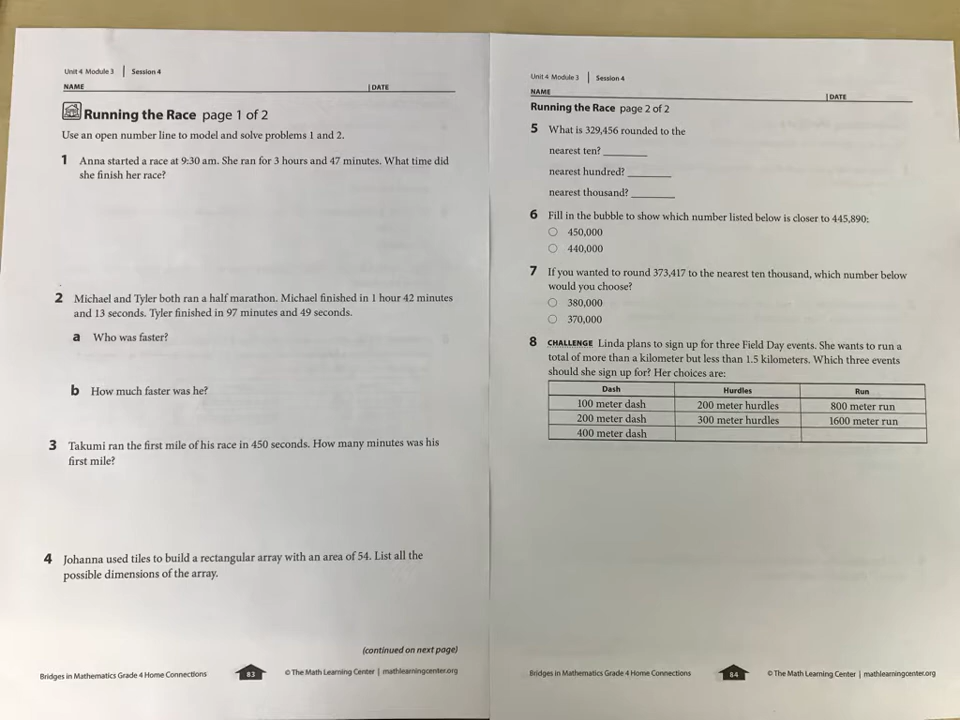 Unit 4 Module 3 | Session 4
NAME | DATE
Running the Race page 1 of 2
Use an open number line to model and solve problems 1 and 2.
1 Anna started a race at 9:30 am. She ran for 3 hours and 47 minutes. What time did
she finish her race?
2 Michael and Tyler both ran a half marathon. Michael finished in 1 hour 42 minutes
and 13 seconds. Tyler finished in 97 minutes and 49 seconds.
a Who was faster?
b How much faster was he?
3 Takumi ran the first mile of his race in 450 seconds. How many minutes was his
first mile?
4 Johanna used tiles to build a rectangular array with an area of 54. List all the
possible dimensions of the array.
(continued on next page)
Bridges in Mathematics Grade 4 Home Connections 83 © The Math Learning Center | mathlearningcenter.org
Unit 4 Module 3 | Session 4
NAME | DATE
Running the Race page 2 of 2
5 What is 329,456 rounded to the
nearest ten?
nearest hundred?
nearest thousand?
6 Fill in the bubble to show which number listed below is closer to 445,890:
450,000
440,000
7 If you wanted to round 373,417 to the nearest ten thousand, which number below
would you choose?
380,000
370,000
8 CHALLENGE Linda plans to sign up for three Field Day events. She wants to run a
total of more than a kilometer but less than 1.5 kilometers. Which three events
should she sign up for? Her choices are:
Dash Hurdles Run
100 meter dash 200 meter hurdles 800 meter run
200 meter dash 300 meter hurdles 1600 meter run
400 meter dash
Bridges in Mathematics Grade 4 Home Connections 84 © The Math Learning Center | mathlearningcenter.org